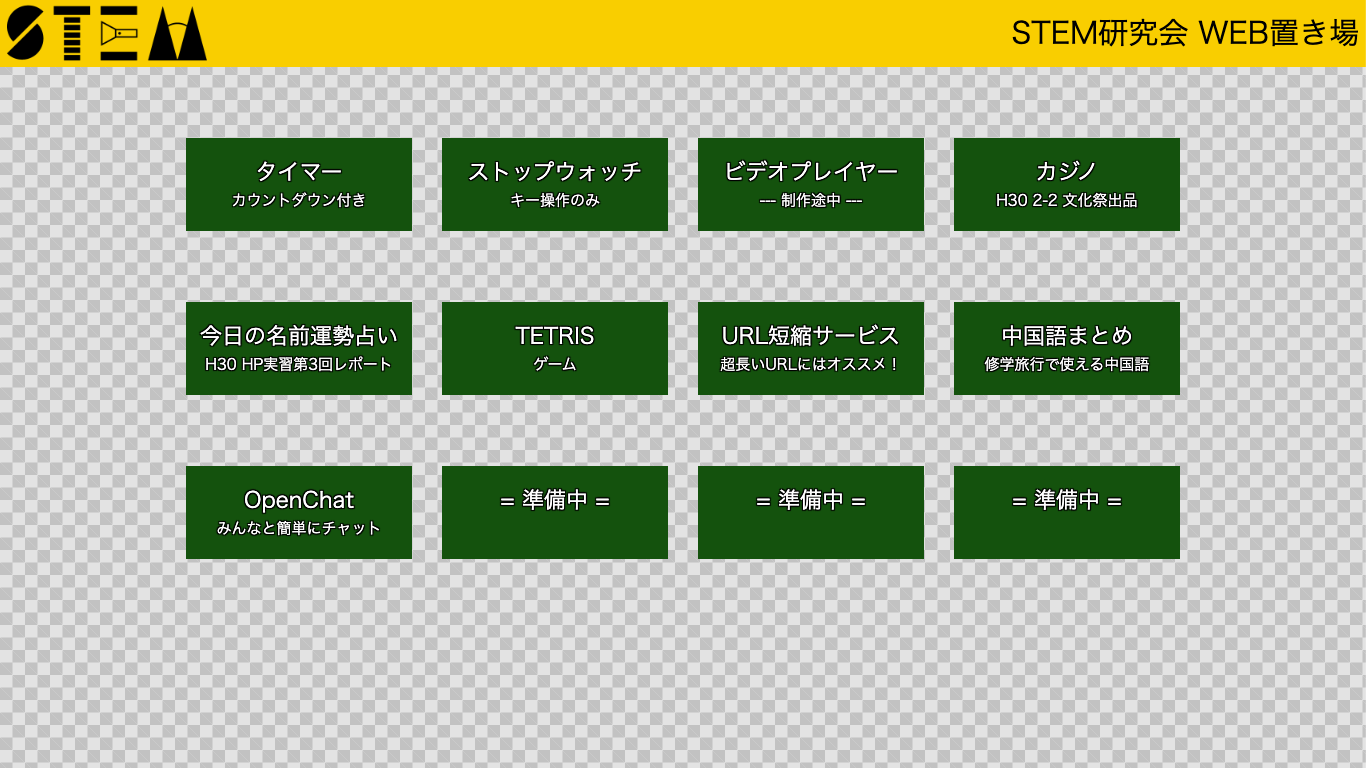 STEM
STEM研究会 WEB置き場
タイマー
カウントダウン付き
ストップウォッチ
キー操作のみ
ビデオプレイヤー
--- 制作途中 ---
カジノ
H30 2-2 文化祭出品
今日の名前運勢占い
H30 HP実習第3回レポート
TETRIS
ゲーム
URL短縮サービス
超長いURLにはオススメ！
中国語まとめ
修学旅行で使える中国語
OpenChat
みんなと簡単にチャット
= 準備中 =
= 準備中 =
= 準備中 =